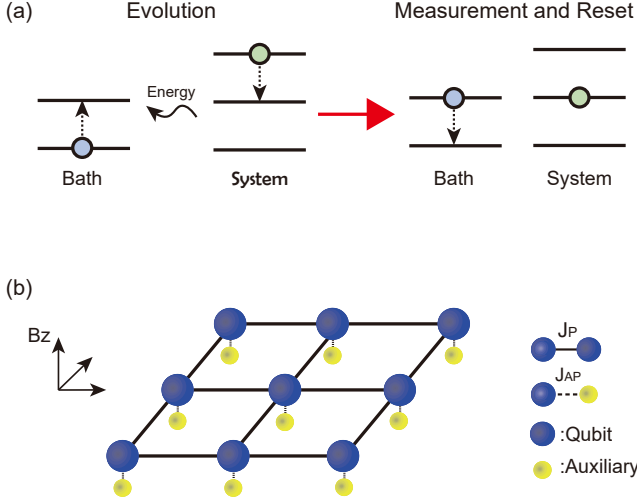 (a) Evolution Measurement and Reset
Energy
Bath System Bath System
(b)
Bz
JP
JAP
:Qubit
:Auxiliary